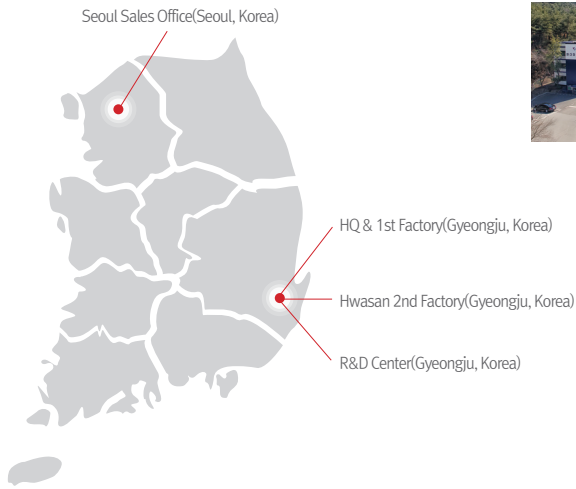 Seoul Sales Office(Seoul, Korea)
HQ & 1st Factory(Gyeongju, Korea)
Hwasan 2nd Factory(Gyeongju, Korea)
R&D Center(Gyeongju, Korea)